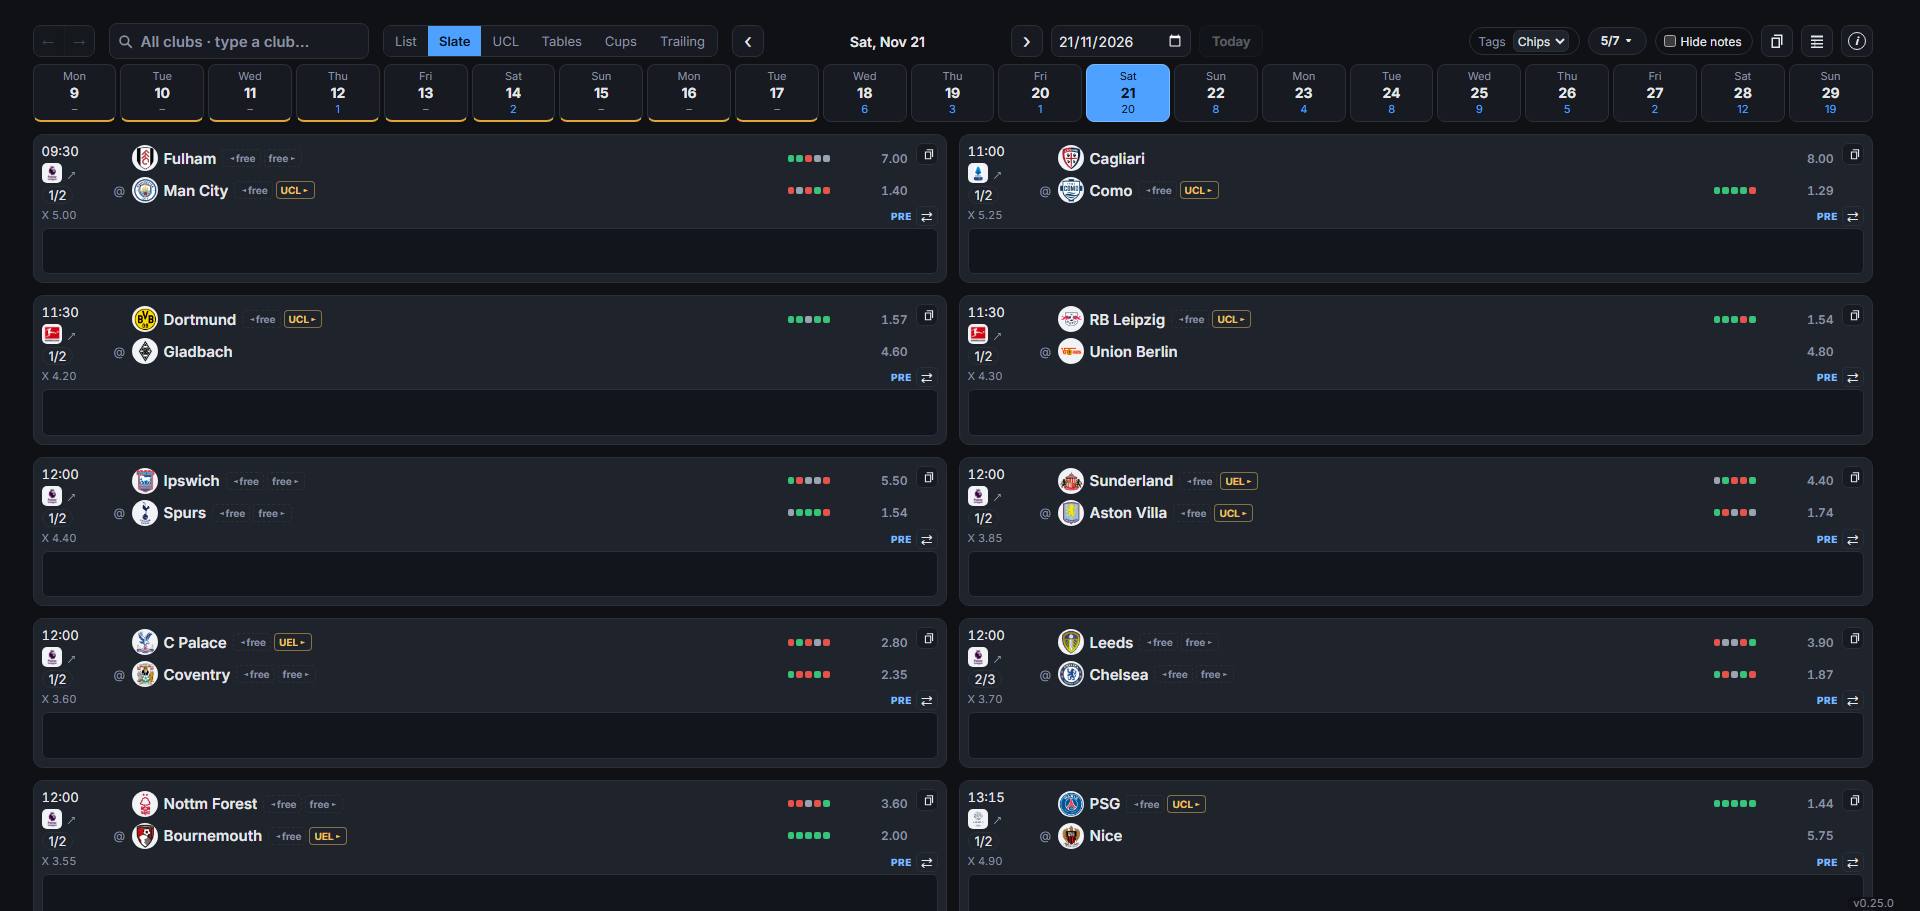 ← → All clubs · type a club... List Slate UCL Tables Cups Trailing ‹ Sat, Nov 21 › 21/11/2026 Today Tags Chips 5/7 Hide notes i
Mon Tue Wed Thu Fri Sat Sun Mon Tue Wed Thu Fri Sat Sun Mon Tue Wed Thu Fri Sat Sun
9 10 11 12 13 14 15 16 17 18 19 20 21 22 23 24 25 26 27 28 29
– – – 1 – 2 – – – 6 3 1 20 8 4 8 9 5 2 12 19
09:30 Fulham ◂free free▸ 7.00
1/2 @ Man City ◂free UCL▸ 1.40
X 5.00 PRE ⇄
11:00 Cagliari 8.00
1/2 @ Como ◂free UCL▸ 1.29
X 5.25 PRE ⇄
11:30 Dortmund ◂free UCL▸ 1.57
1/2 @ Gladbach 4.60
X 4.20 PRE ⇄
11:30 RB Leipzig ◂free UCL▸ 1.54
1/2 @ Union Berlin 4.80
X 4.30 PRE ⇄
12:00 Ipswich ◂free free▸ 5.50
1/2 @ Spurs ◂free free▸ 1.54
X 4.40 PRE ⇄
12:00 Sunderland ◂free UEL▸ 4.40
1/2 @ Aston Villa ◂free UCL▸ 1.74
X 3.85 PRE ⇄
12:00 C Palace ◂free UEL▸ 2.80
1/2 @ Coventry ◂free free▸ 2.35
X 3.60 PRE ⇄
12:00 Leeds ◂free free▸ 3.90
2/3 @ Chelsea ◂free free▸ 1.87
X 3.70 PRE ⇄
12:00 Nottm Forest ◂free free▸ 3.60
1/2 @ Bournemouth ◂free UEL▸ 2.00
X 3.55 PRE ⇄
13:15 PSG ◂free UCL▸ 1.44
1/2 @ Nice 5.75
X 4.90 PRE ⇄
v0.25.0